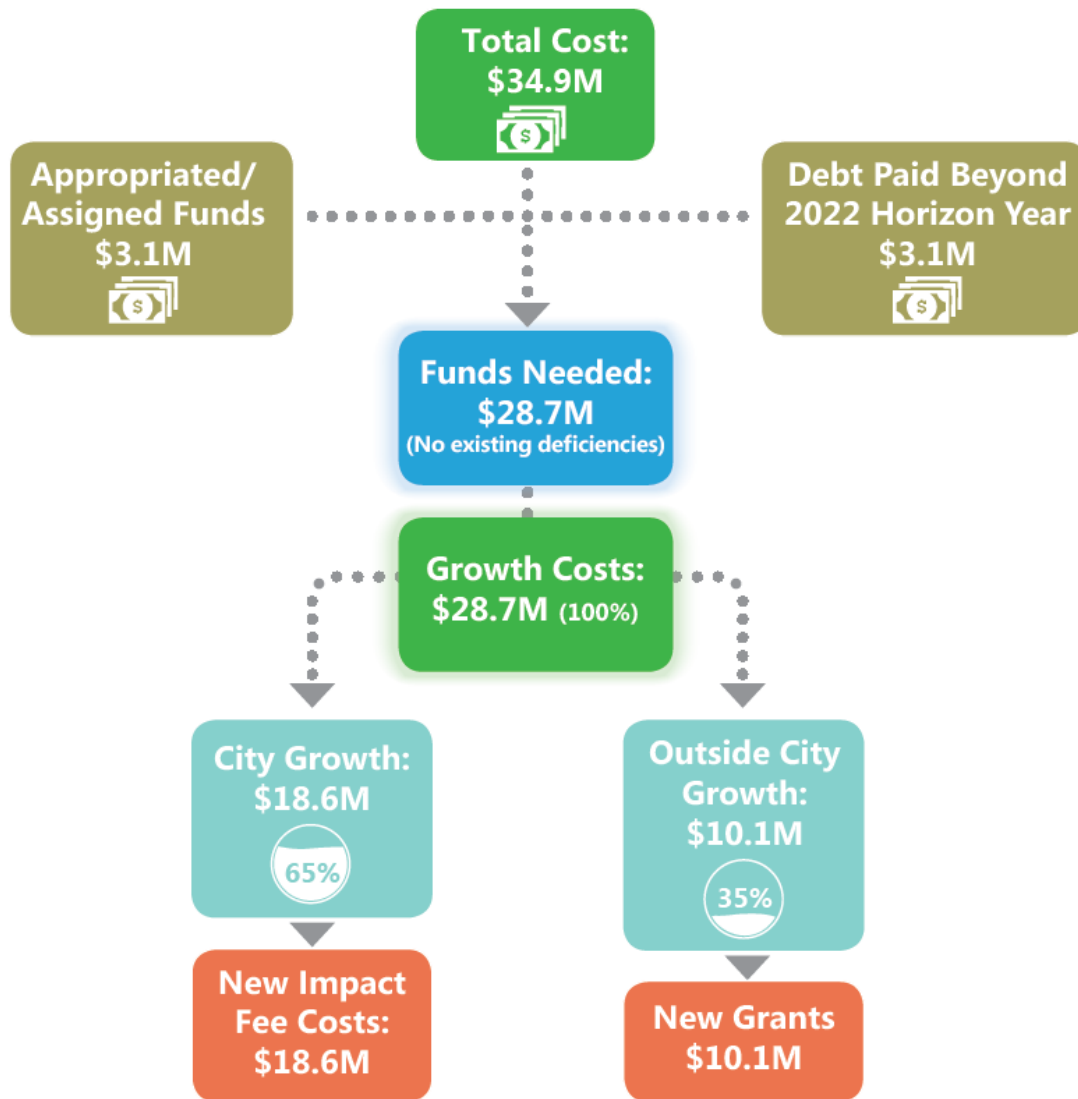 Total Cost:
$34.9M
Appropriated/
Assigned Funds
$3.1M
Debt Paid Beyond
2022 Horizon Year
$3.1M
Funds Needed:
$28.7M
(No existing deficiencies)
Growth Costs:
$28.7M (100%)
City Growth:
$18.6M
65%
Outside City
Growth:
$10.1M
35%
New Impact
Fee Costs:
$18.6M
New Grants
$10.1M